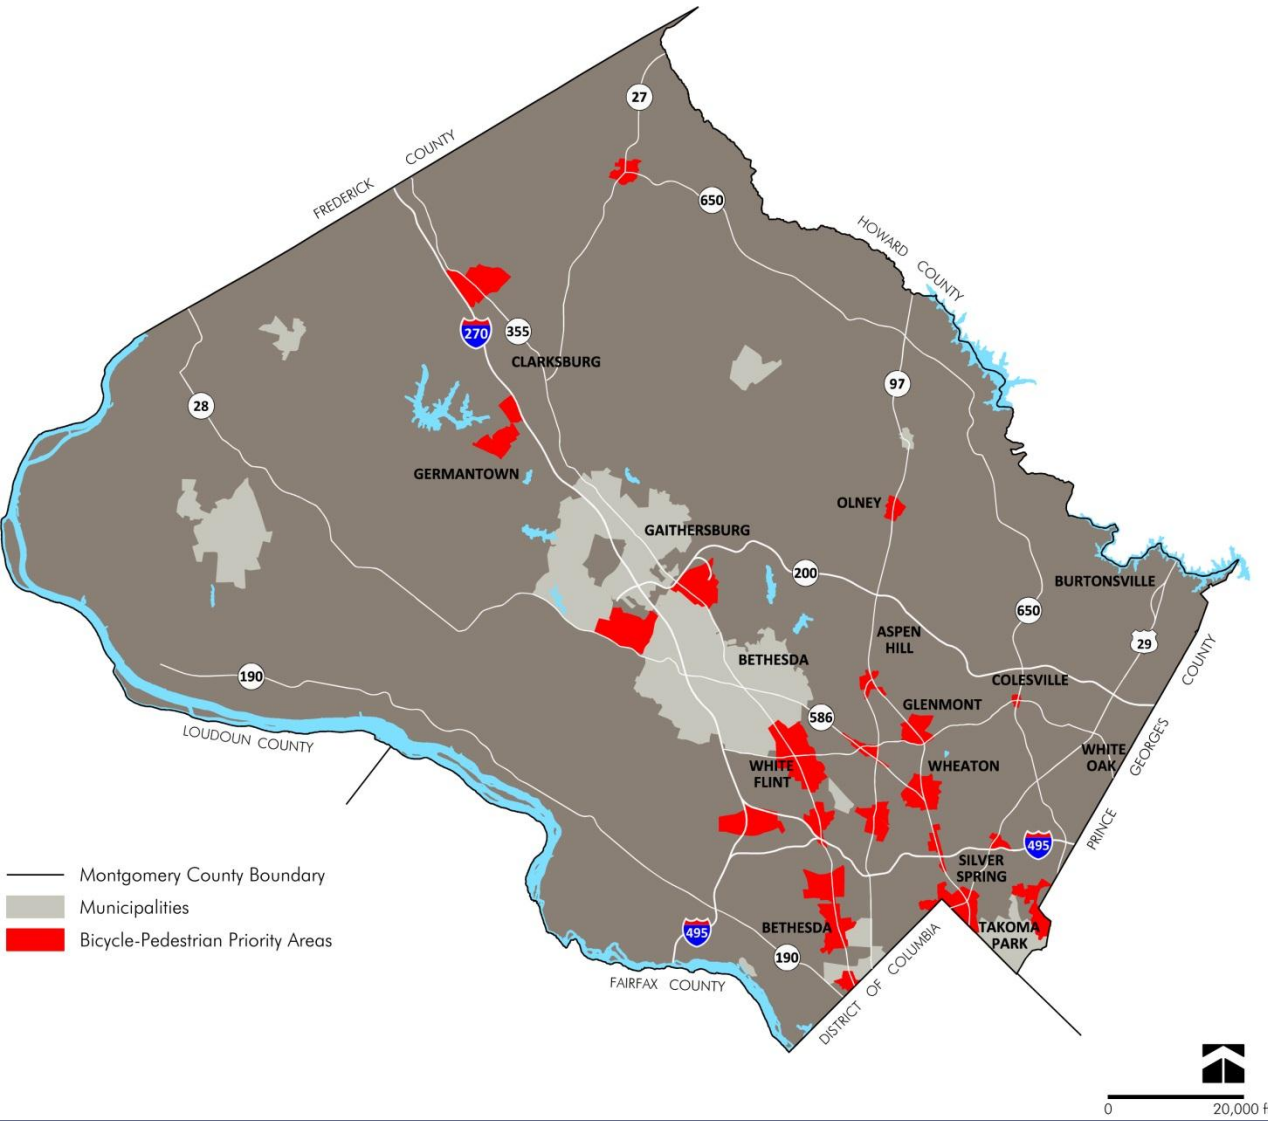 27
FREDERICK COUNTY
650
HOWARD COUNTY
270
355
CLARKSBURG
97
28
GERMANTOWN
OLNEY
GAITHERSBURG
200
BURTONSVILLE
650
29
ASPEN
HILL
BETHESDA
COLESVILLE
190
GLENMONT
586
LOUDOUN COUNTY
WHITE
FLINT
WHEATON
WHITE
OAK
PRINCE GEORGE'S COUNTY
495
SILVER
SPRING
Montgomery County Boundary
Municipalities
Bicycle-Pedestrian Priority Areas
495
BETHESDA
TAKOMA
PARK
190
DISTRICT OF COLUMBIA
FAIRFAX COUNTY
0 20,000 f